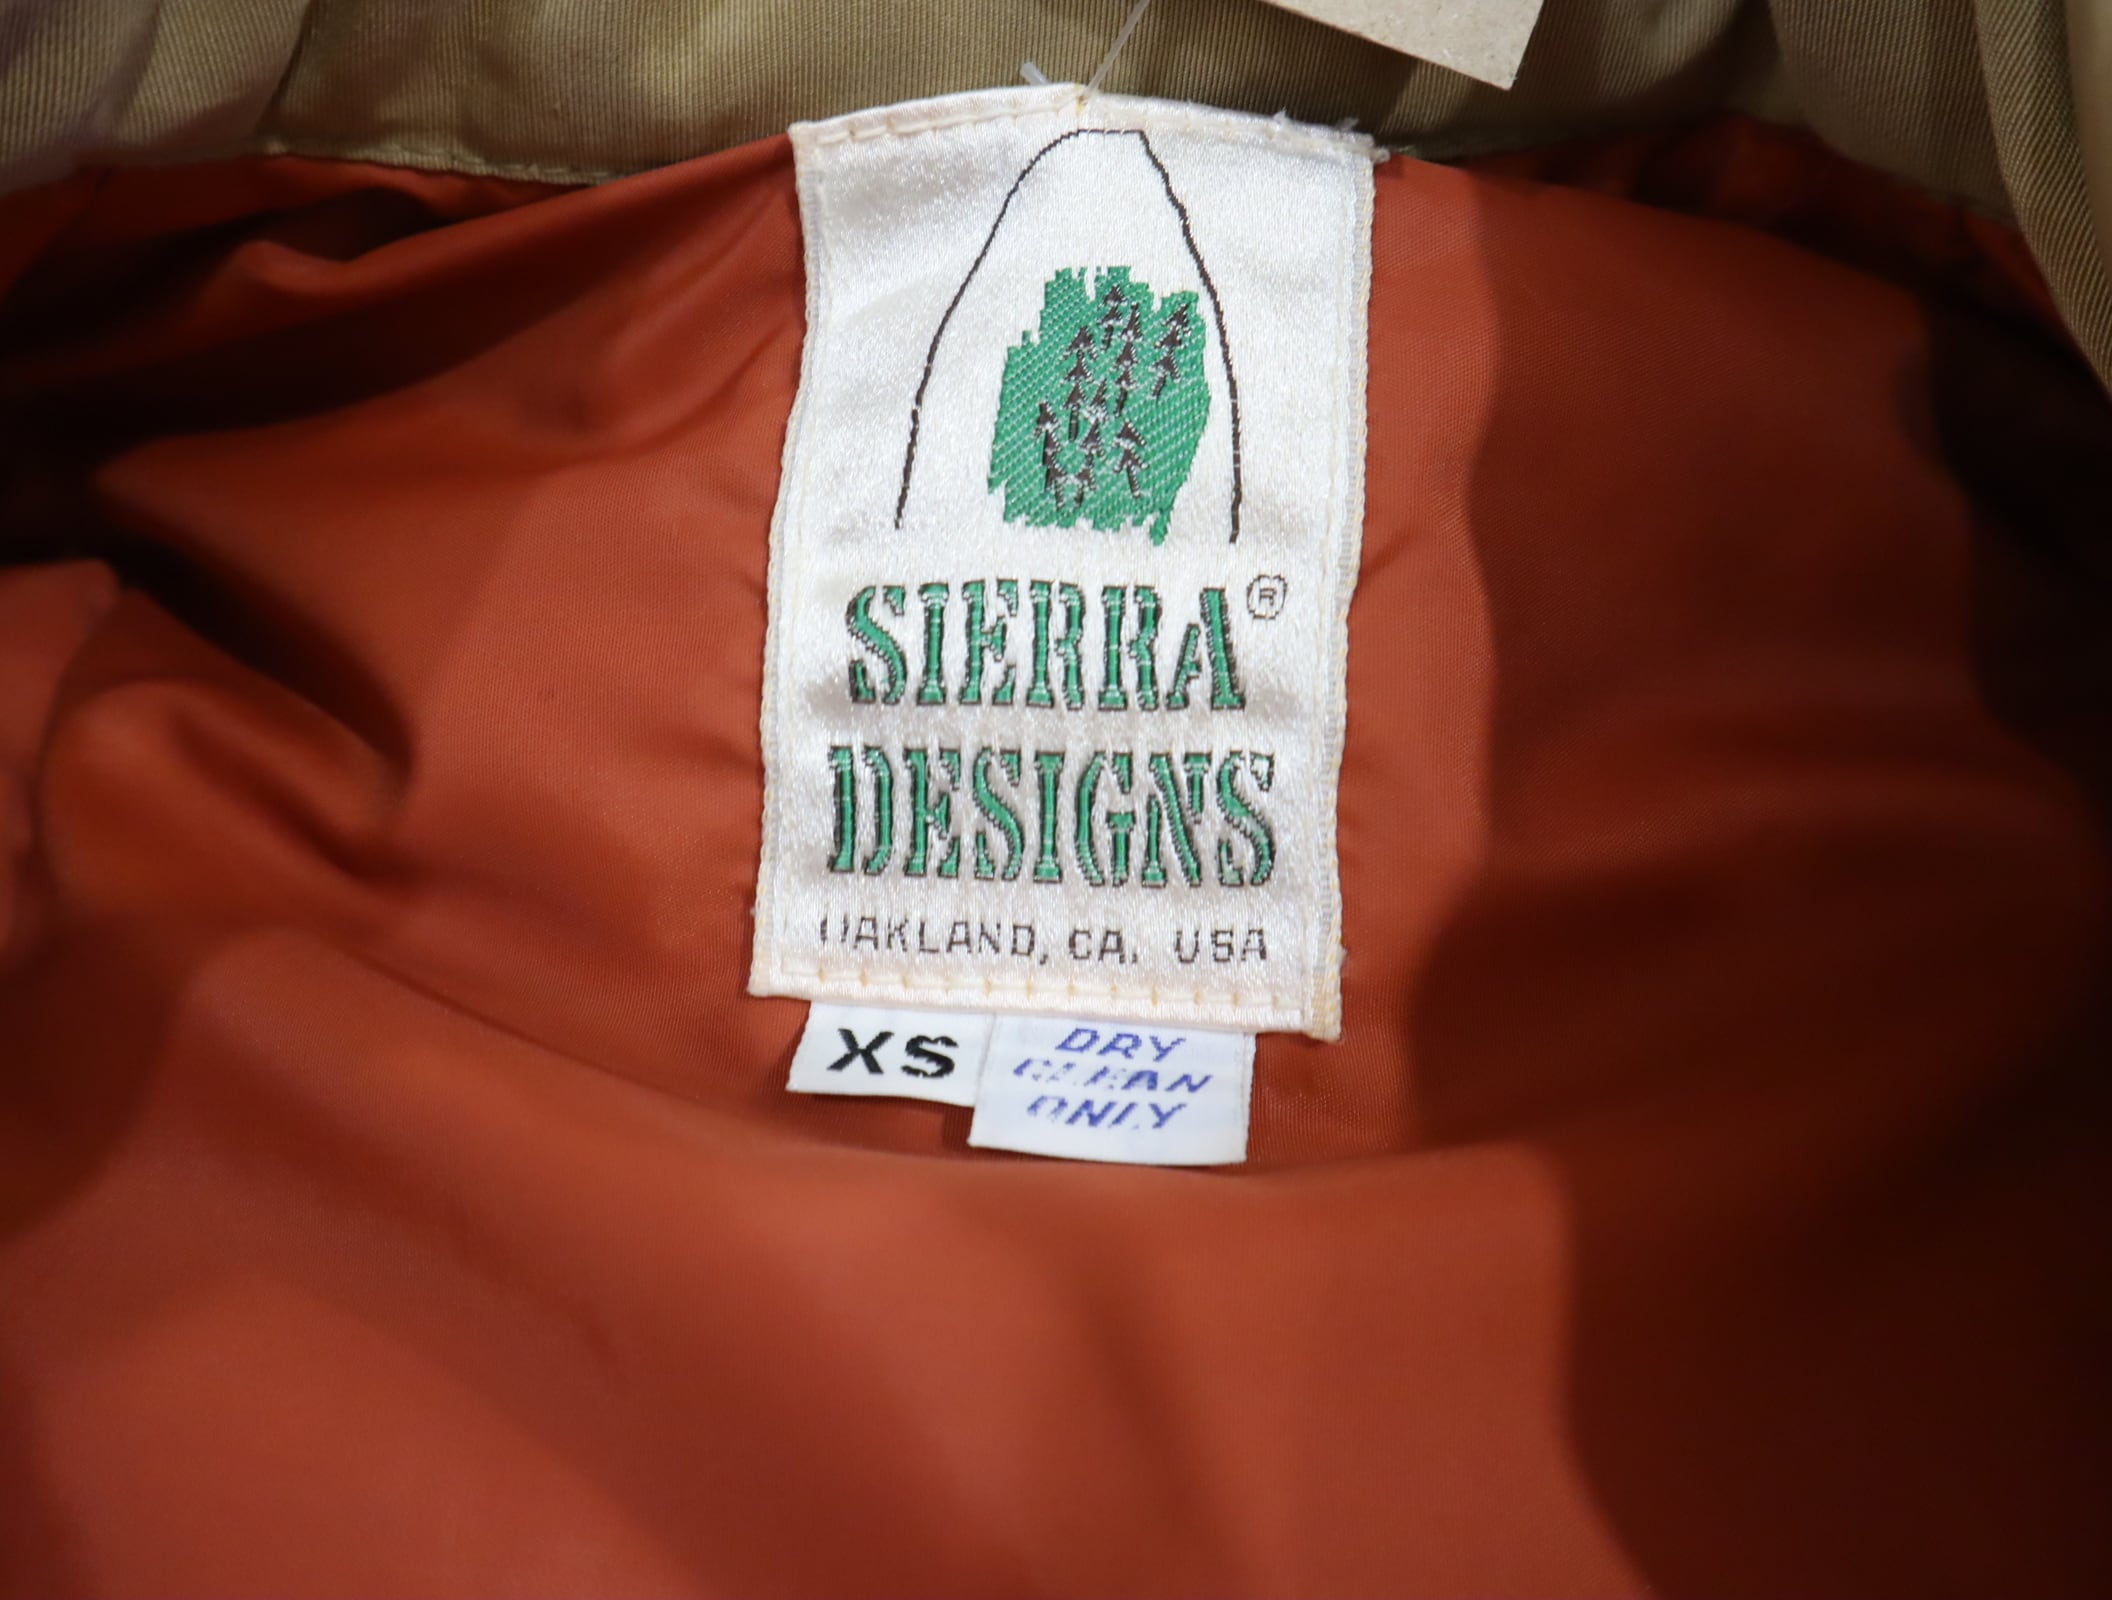 SIERRA®
DESIGNS
OAKLAND, CA. USA
XS
DRY
CLEAN
ONLY